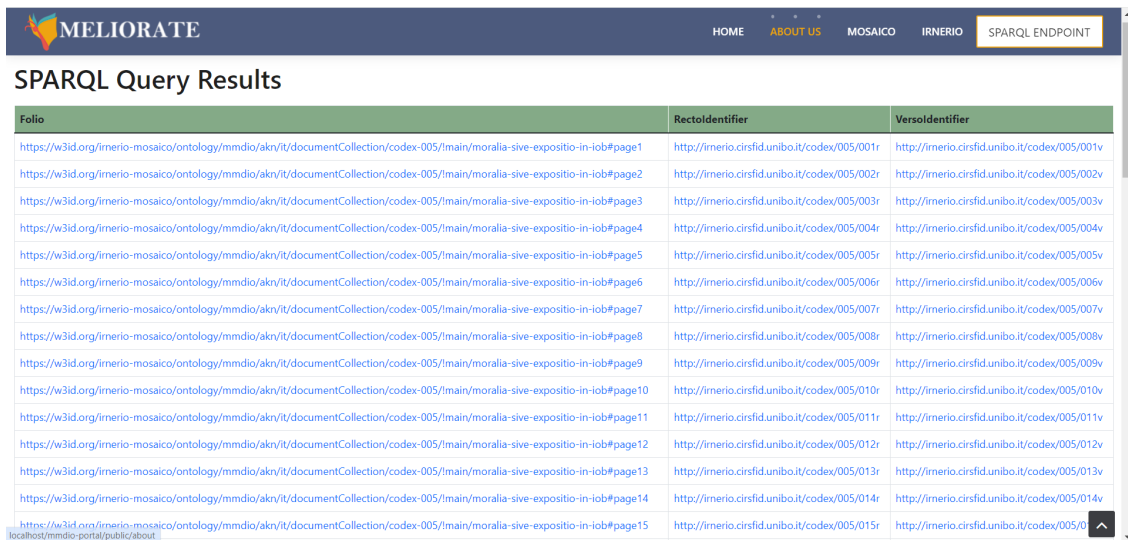 MELIORATE HOME ABOUT US MOSAICO IRNERIO SPARQL ENDPOINT
SPARQL Query Results
Folio RectoIdentifier VersoIdentifier
https://w3id.org/irnerio-mosaico/ontology/mmdio/akn/it/documentCollection/codex-005/!main/moralia-sive-expositio-in-iob#page1 http://irnerio.cirsfid.unibo.it/codex/005/001r http://irnerio.cirsfid.unibo.it/codex/005/001v
https://w3id.org/irnerio-mosaico/ontology/mmdio/akn/it/documentCollection/codex-005/!main/moralia-sive-expositio-in-iob#page2 http://irnerio.cirsfid.unibo.it/codex/005/002r http://irnerio.cirsfid.unibo.it/codex/005/002v
https://w3id.org/irnerio-mosaico/ontology/mmdio/akn/it/documentCollection/codex-005/!main/moralia-sive-expositio-in-iob#page3 http://irnerio.cirsfid.unibo.it/codex/005/003r http://irnerio.cirsfid.unibo.it/codex/005/003v
https://w3id.org/irnerio-mosaico/ontology/mmdio/akn/it/documentCollection/codex-005/!main/moralia-sive-expositio-in-iob#page4 http://irnerio.cirsfid.unibo.it/codex/005/004r http://irnerio.cirsfid.unibo.it/codex/005/004v
https://w3id.org/irnerio-mosaico/ontology/mmdio/akn/it/documentCollection/codex-005/!main/moralia-sive-expositio-in-iob#page5 http://irnerio.cirsfid.unibo.it/codex/005/005r http://irnerio.cirsfid.unibo.it/codex/005/005v
https://w3id.org/irnerio-mosaico/ontology/mmdio/akn/it/documentCollection/codex-005/!main/moralia-sive-expositio-in-iob#page6 http://irnerio.cirsfid.unibo.it/codex/005/006r http://irnerio.cirsfid.unibo.it/codex/005/006v
https://w3id.org/irnerio-mosaico/ontology/mmdio/akn/it/documentCollection/codex-005/!main/moralia-sive-expositio-in-iob#page7 http://irnerio.cirsfid.unibo.it/codex/005/007r http://irnerio.cirsfid.unibo.it/codex/005/007v
https://w3id.org/irnerio-mosaico/ontology/mmdio/akn/it/documentCollection/codex-005/!main/moralia-sive-expositio-in-iob#page8 http://irnerio.cirsfid.unibo.it/codex/005/008r http://irnerio.cirsfid.unibo.it/codex/005/008v
https://w3id.org/irnerio-mosaico/ontology/mmdio/akn/it/documentCollection/codex-005/!main/moralia-sive-expositio-in-iob#page9 http://irnerio.cirsfid.unibo.it/codex/005/009r http://irnerio.cirsfid.unibo.it/codex/005/009v
https://w3id.org/irnerio-mosaico/ontology/mmdio/akn/it/documentCollection/codex-005/!main/moralia-sive-expositio-in-iob#page10 http://irnerio.cirsfid.unibo.it/codex/005/010r http://irnerio.cirsfid.unibo.it/codex/005/010v
https://w3id.org/irnerio-mosaico/ontology/mmdio/akn/it/documentCollection/codex-005/!main/moralia-sive-expositio-in-iob#page11 http://irnerio.cirsfid.unibo.it/codex/005/011r http://irnerio.cirsfid.unibo.it/codex/005/011v
https://w3id.org/irnerio-mosaico/ontology/mmdio/akn/it/documentCollection/codex-005/!main/moralia-sive-expositio-in-iob#page12 http://irnerio.cirsfid.unibo.it/codex/005/012r http://irnerio.cirsfid.unibo.it/codex/005/012v
https://w3id.org/irnerio-mosaico/ontology/mmdio/akn/it/documentCollection/codex-005/!main/moralia-sive-expositio-in-iob#page13 http://irnerio.cirsfid.unibo.it/codex/005/013r http://irnerio.cirsfid.unibo.it/codex/005/013v
https://w3id.org/irnerio-mosaico/ontology/mmdio/akn/it/documentCollection/codex-005/!main/moralia-sive-expositio-in-iob#page14 http://irnerio.cirsfid.unibo.it/codex/005/014r http://irnerio.cirsfid.unibo.it/codex/005/014v
https://w3id.org/irnerio-mosaico/ontology/mmdio/akn/it/documentCollection/codex-005/!main/moralia-sive-expositio-in-iob#page15 http://irnerio.cirsfid.unibo.it/codex/005/015r http://irnerio.cirsfid.unibo.it/codex/005/0
localhost/mmdio-portal/public/about